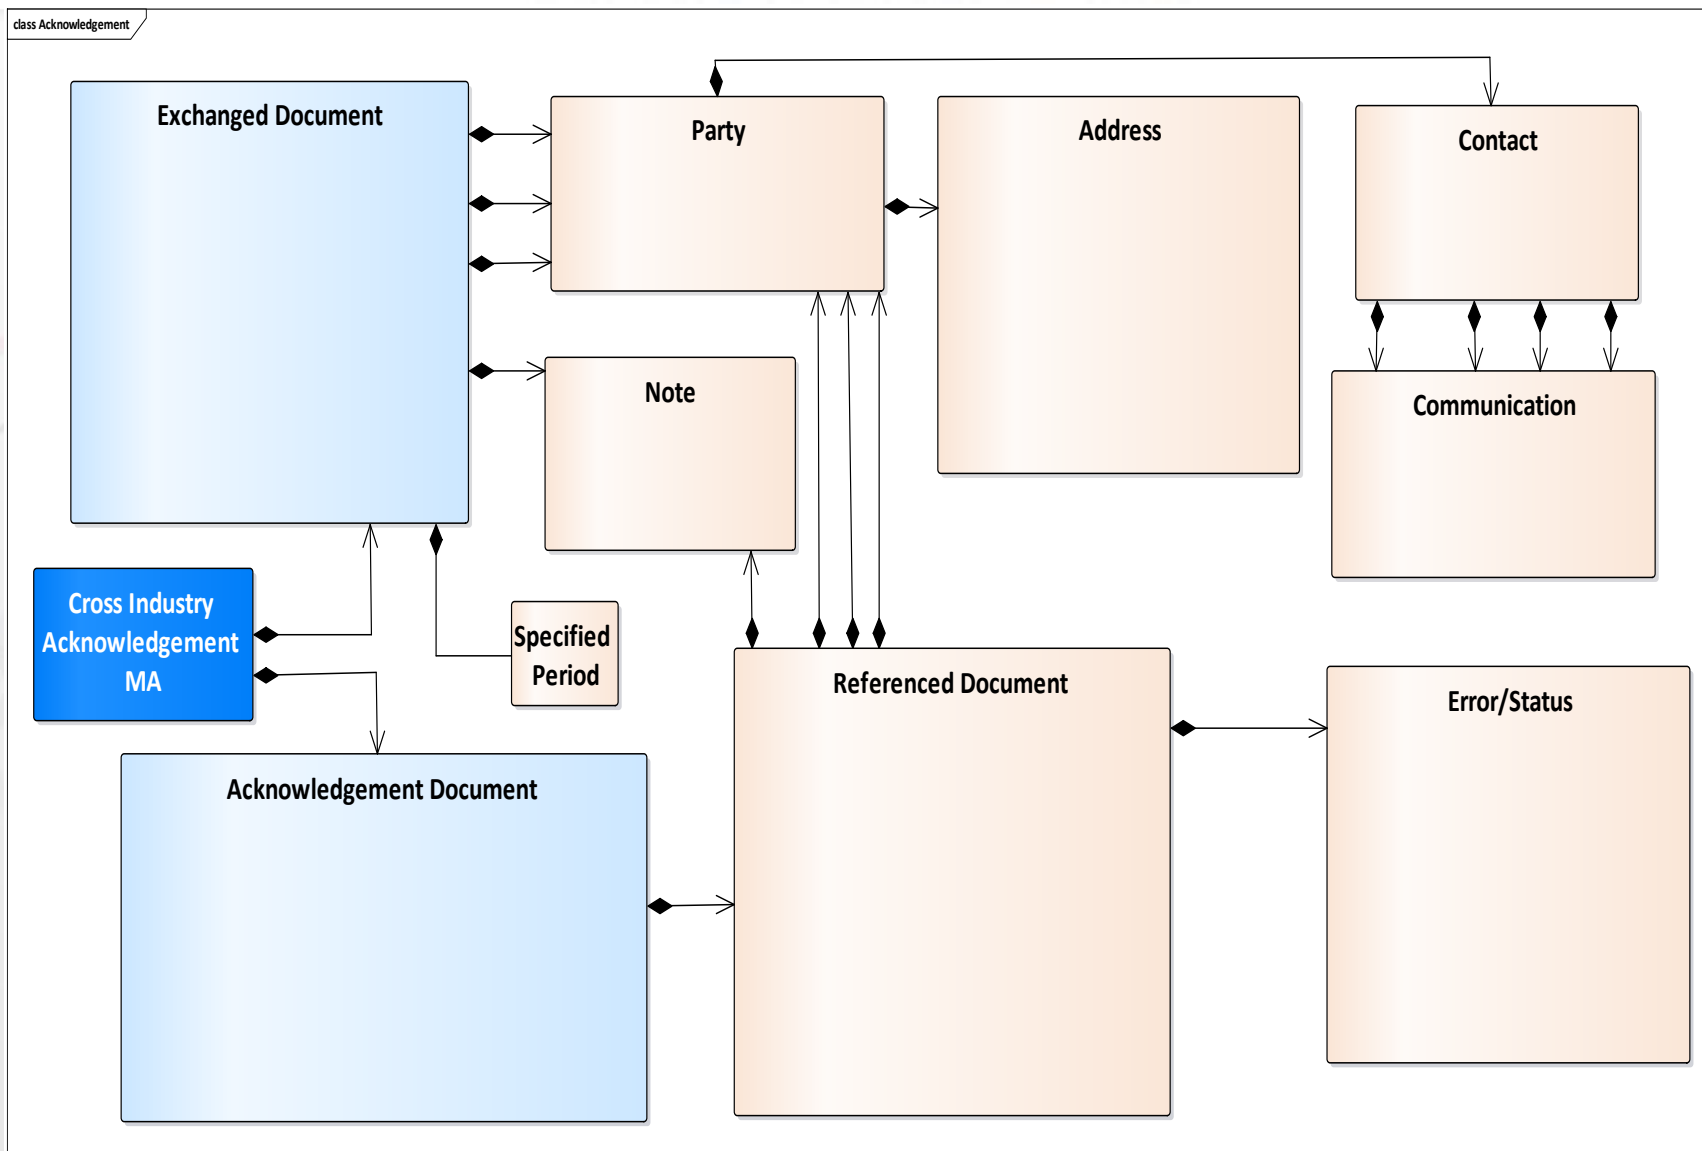 class Acknowledgement
Exchanged Document
Party
Address
Contact
Note
Communication
Cross Industry
Acknowledgement
MA
Specified
Period
Referenced Document
Error/Status
Acknowledgement Document